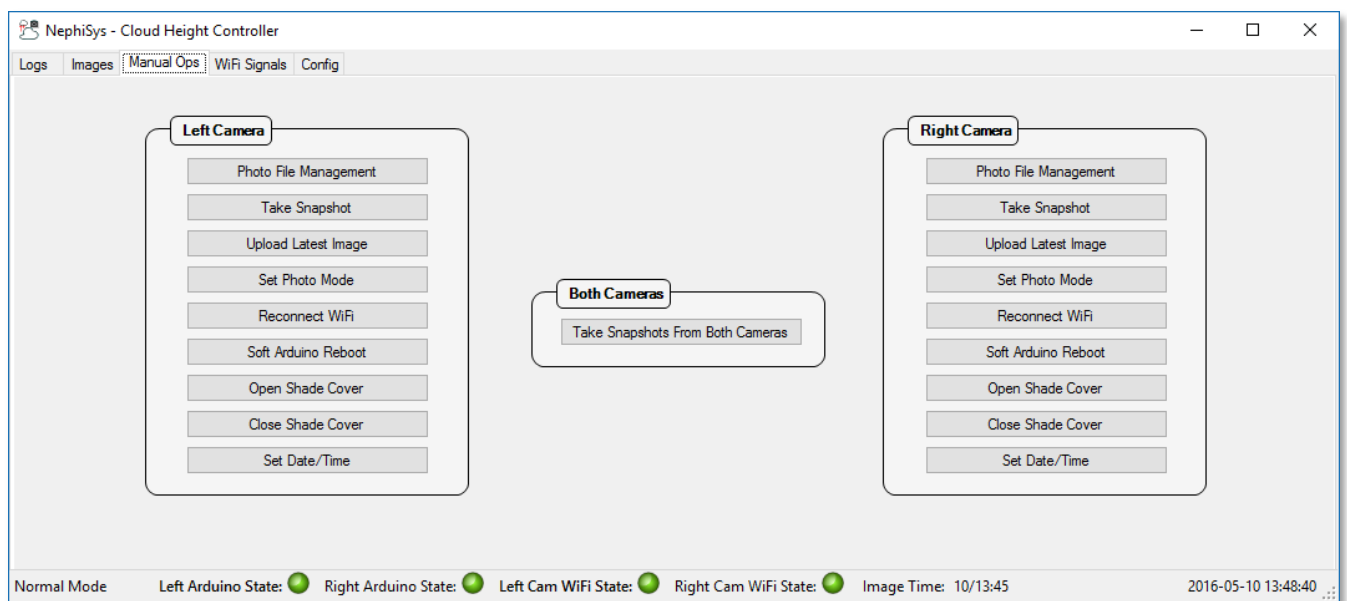 NephiSys - Cloud Height Controller
Logs Images Manual Ops WiFi Signals Config
Left Camera
Photo File Management
Take Snapshot
Upload Latest Image
Set Photo Mode
Reconnect WiFi
Soft Arduino Reboot
Open Shade Cover
Close Shade Cover
Set Date/Time
Both Cameras
Take Snapshots From Both Cameras
Right Camera
Photo File Management
Take Snapshot
Upload Latest Image
Set Photo Mode
Reconnect WiFi
Soft Arduino Reboot
Open Shade Cover
Close Shade Cover
Set Date/Time
Normal Mode Left Arduino State: Right Arduino State: Left Cam WiFi State: Right Cam WiFi State: Image Time: 10/13:45 2016-05-10 13:48:40